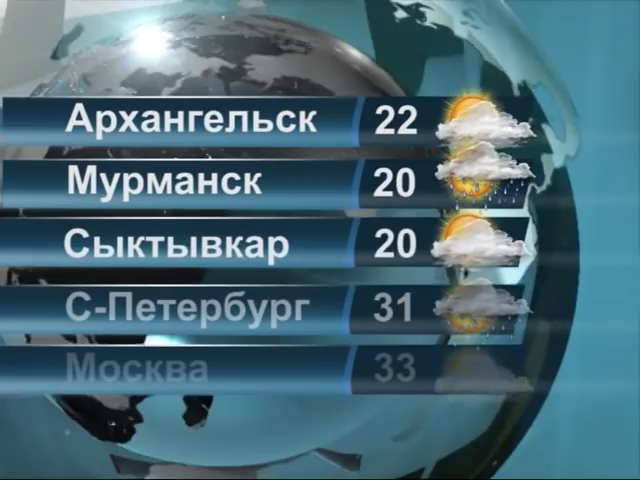 Архангельск 22
Мурманск 20
Сыктывкар 20
С-Петербург 31
Москва 33